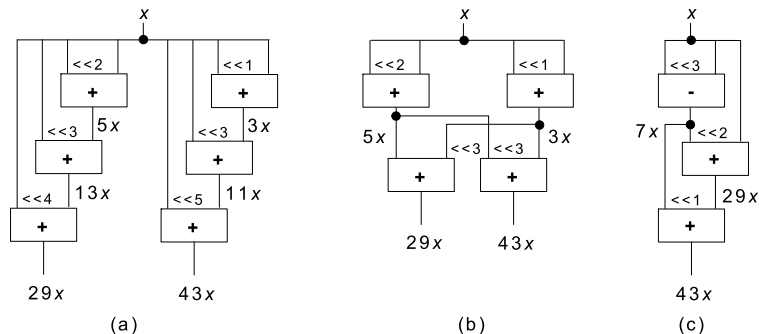 x x x
<<2 <<1 <<2 <<1 <<3
+ + + + -
5x 3x 5x 3x 7x
<<3 <<3 <<3 <<3 <<2
+ + + + +
13x 11x 29x
<<4 <<5 <<1
+ + +
29x 43x 29x 43x 43x
(a) (b) (c)